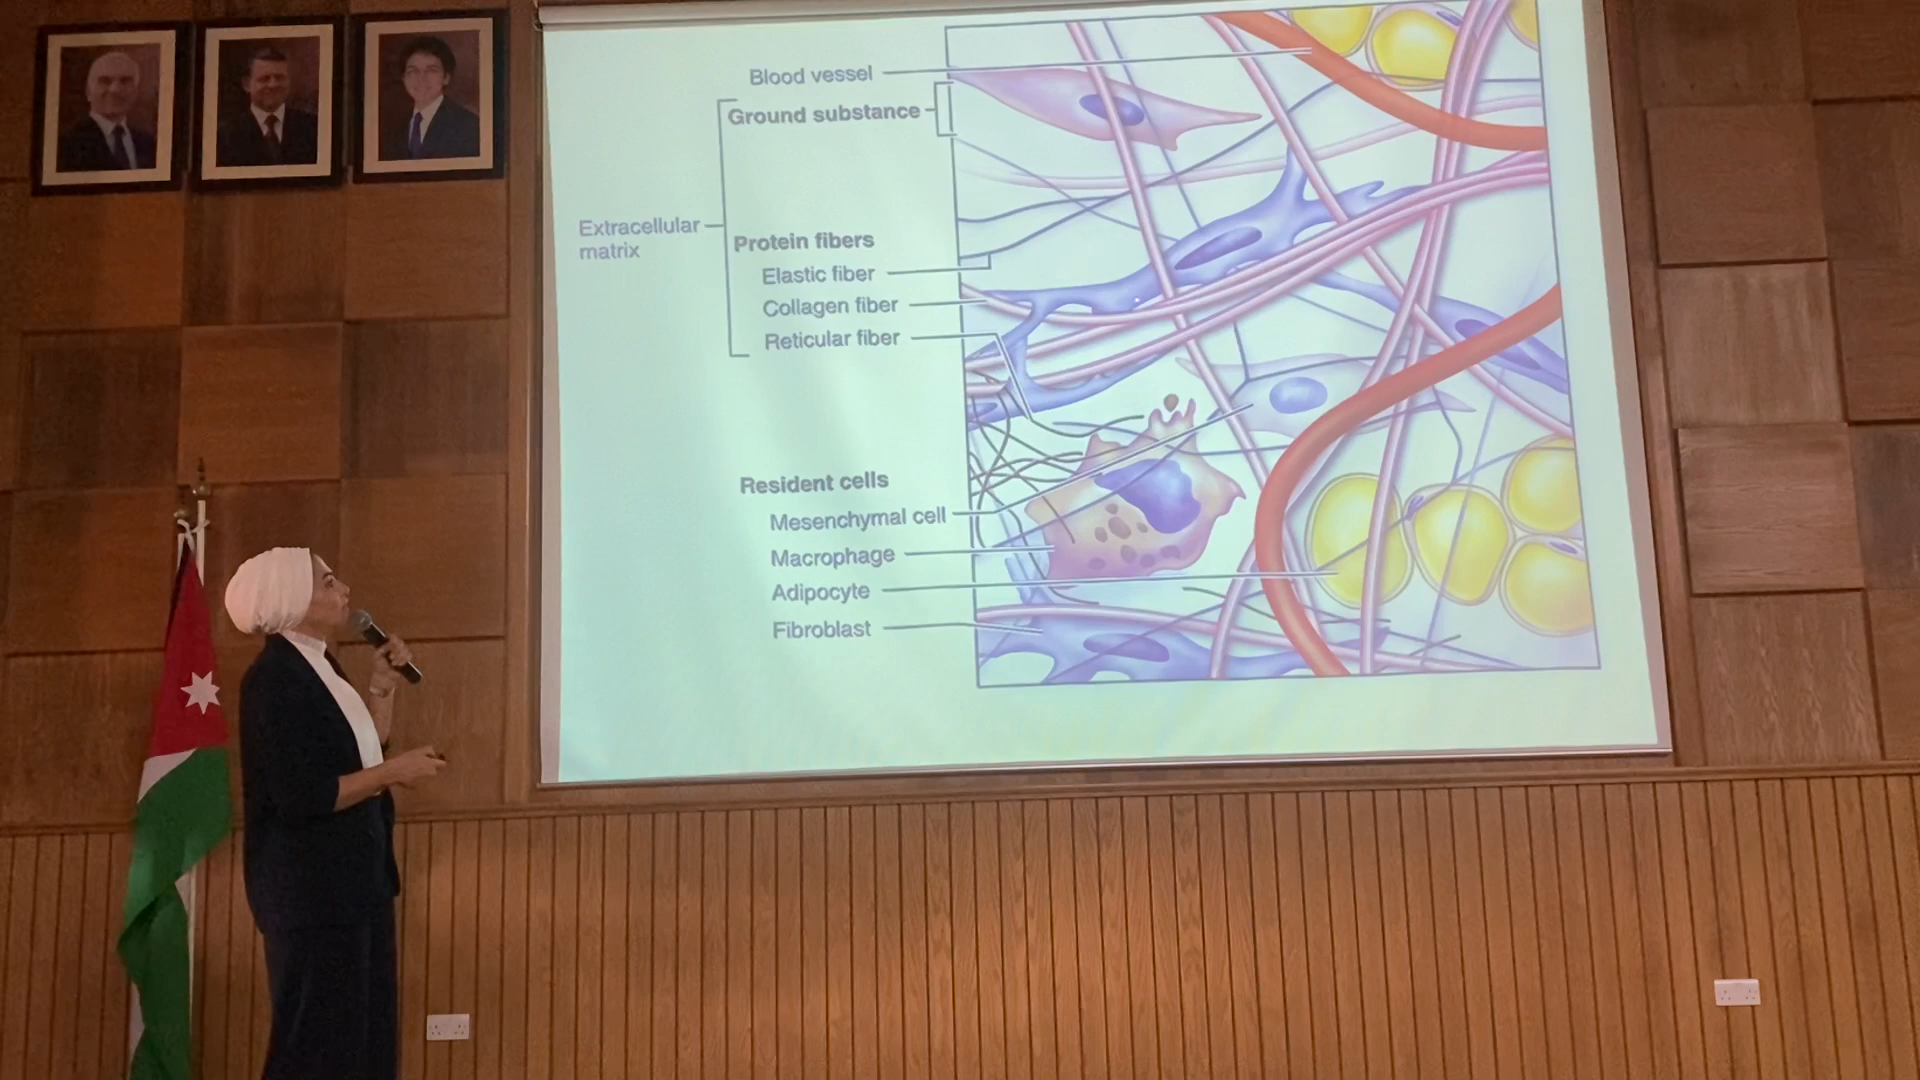 Blood vessel
Ground substance
Extracellular
matrix
Protein fibers
Elastic fiber
Collagen fiber
Reticular fiber
Resident cells
Mesenchymal cell
Macrophage
Adipocyte
Fibroblast